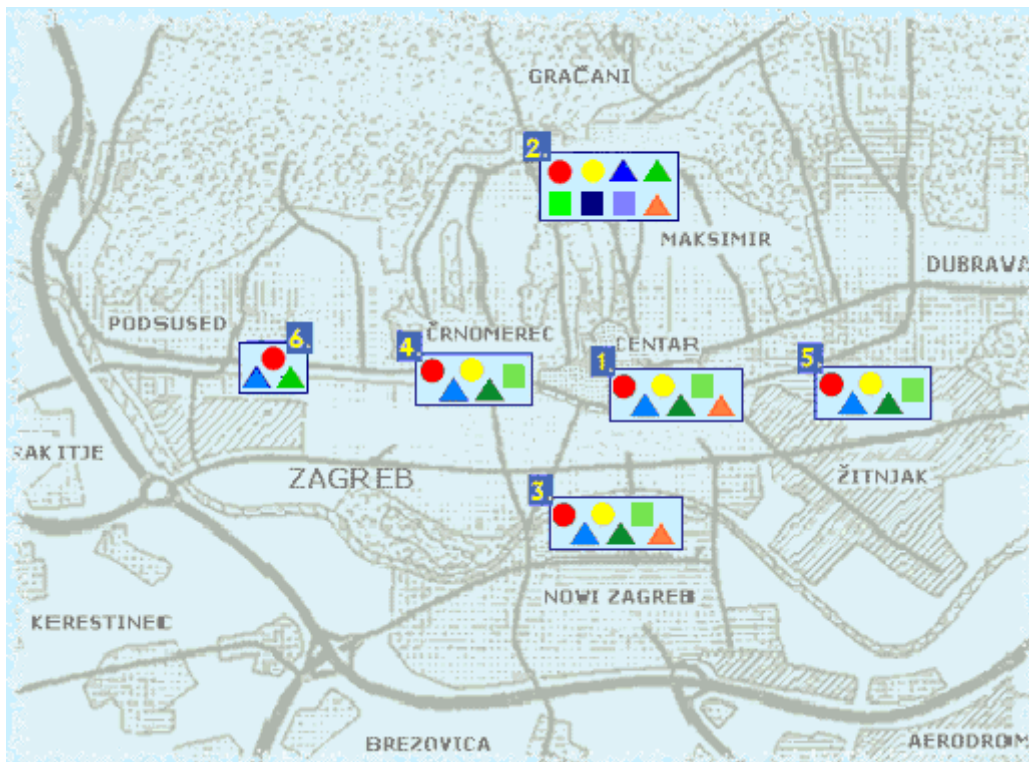 GRAČANI
2.
MAKSIMIR
DUBRAVA
PODSUSED
6.
ČRNOMEREC
4.
CENTAR
1.
5.
RAKITJE
ZAGREB
ŽITNJAK
3.
NOWI ZAGREB
KERESTINEC
BREZOVICA
AERODROM